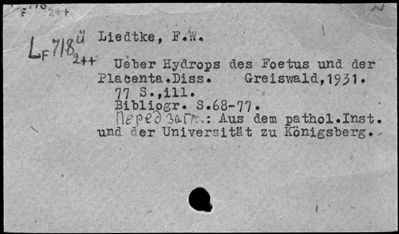 LF 718ü
2++
Liedtke, F.W.
Ueber Hydrops des Foetus und der
Placenta.Diss. Greiswald,1931.
77 S.,ill.
Bibliogr. S.68-77.
Перед загл.: Aus dem pathol.Inst.
und der Universität zu Königsberg.